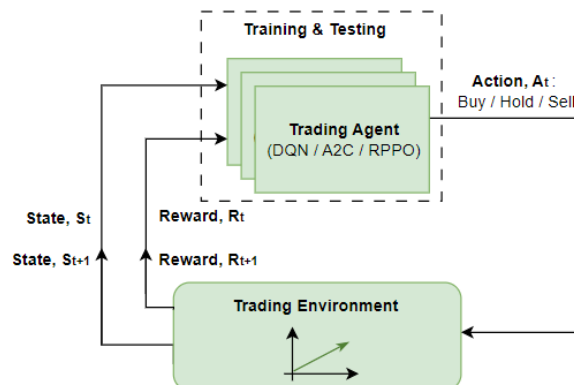 Training & Testing
Action, At :
Buy / Hold / Sell
Trading Agent
(DQN / A2C / RPPO)
State, St
Reward, Rt
State, St+1
Reward, Rt+1
Trading Environment